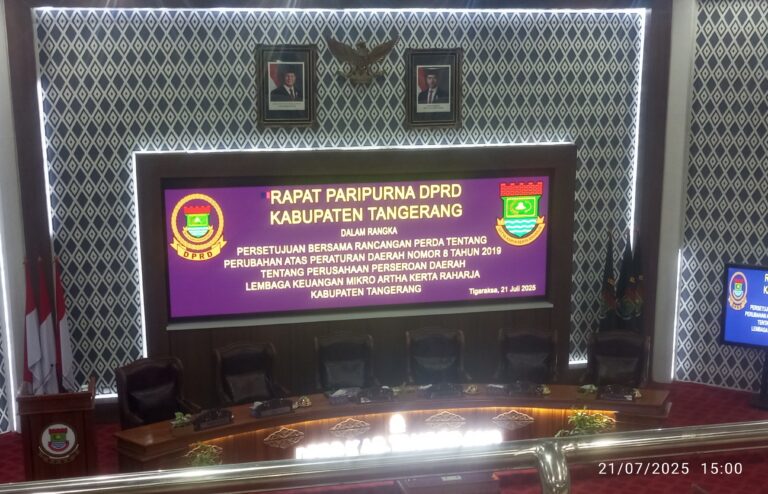 RAPAT PARIPURNA DPRD
KABUPATEN TANGERANG
DALAM RANGKA
PERSETUJUAN BERSAMA RANCANGAN PERDA TENTANG
PERUBAHAN ATAS PERATURAN DAERAH NOMOR 8 TAHUN 2019
TENTANG PERUSAHAAN PERSEROAN DAERAH
LEMBAGA KEUANGAN MIKRO ARTHA KERTA RAHARJA
KABUPATEN TANGERANG
Tigaraksa, 21 Juli 2025
DPRD
21/07/2025 15:00